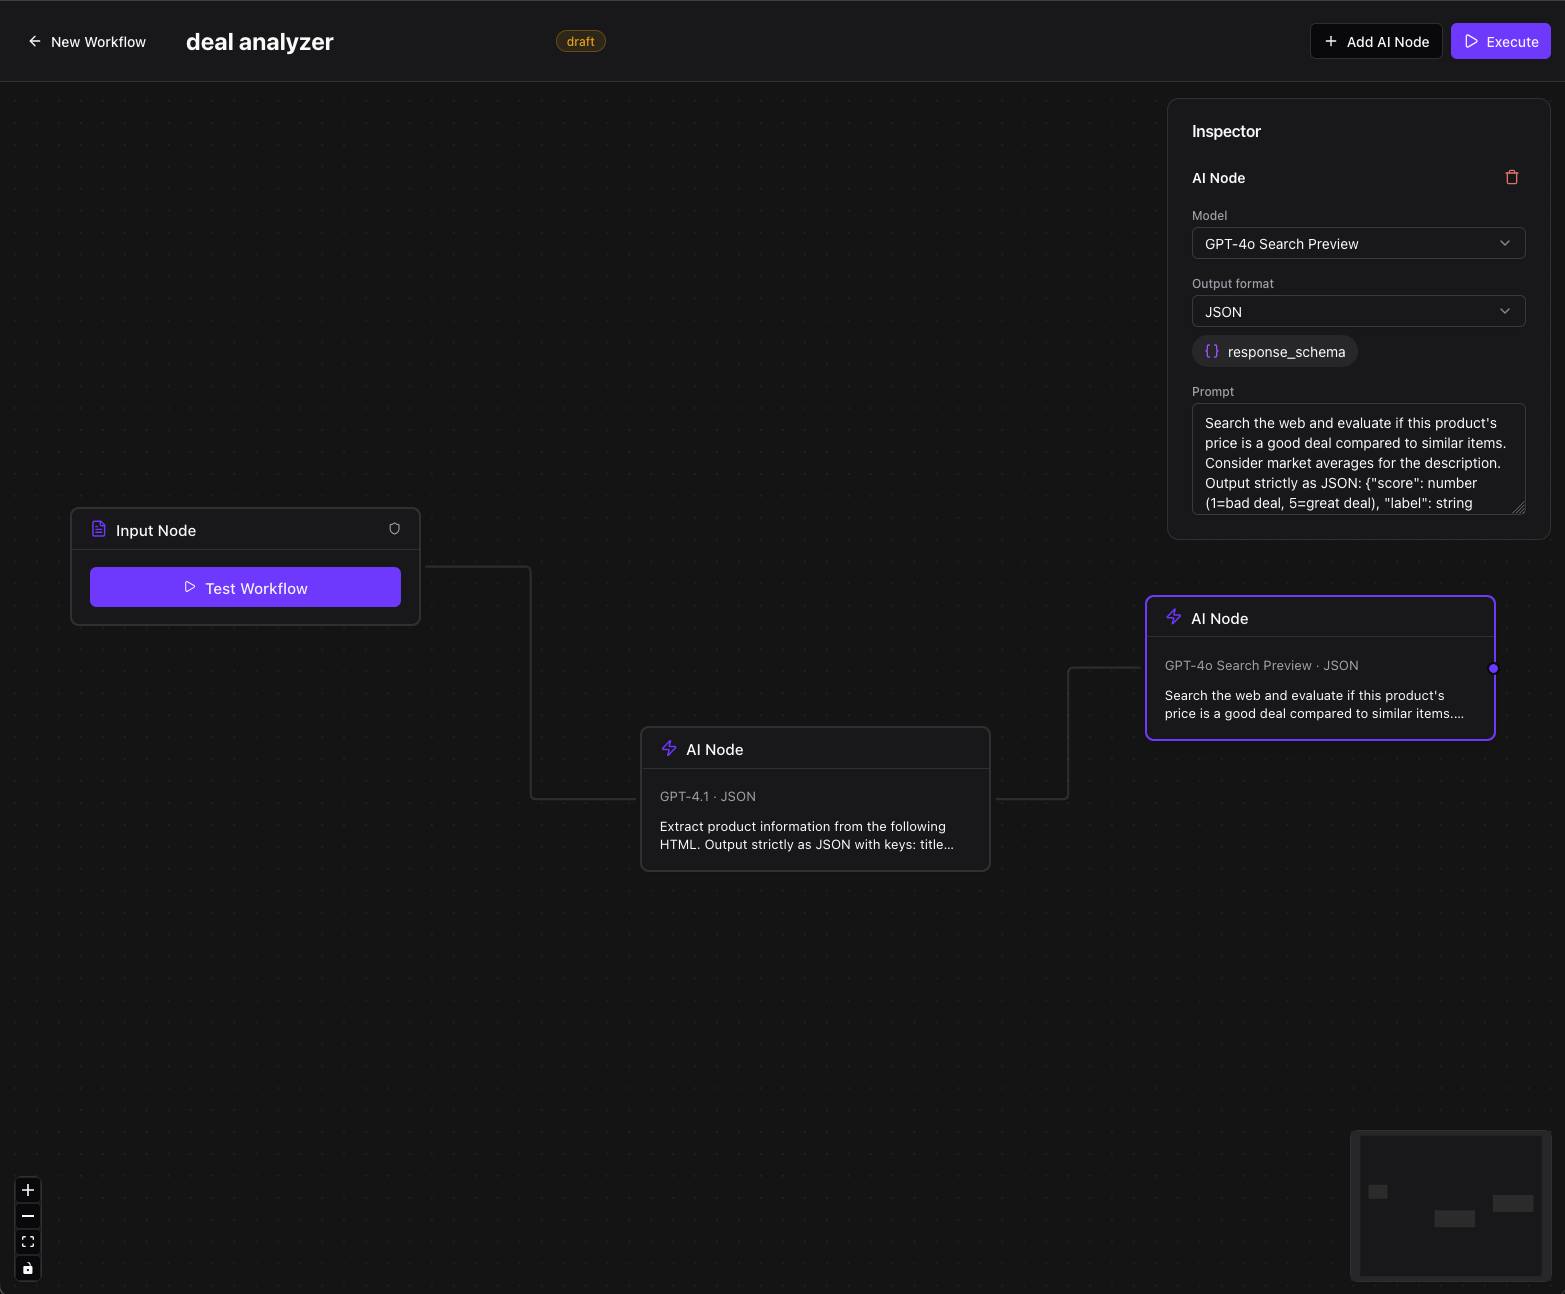 New Workflow
deal analyzer
draft
Add AI Node
Execute
Inspector
AI Node
Model
GPT-4o Search Preview
Output format
JSON
{} response_schema
Prompt
Search the web and evaluate if this product's
price is a good deal compared to similar items.
Consider market averages for the description.
Output strictly as JSON: {"score": number
(1=bad deal, 5=great deal), "label": string
Input Node
Test Workflow
AI Node
GPT-4.1 · JSON
Extract product information from the following
HTML. Output strictly as JSON with keys: title...
AI Node
GPT-4o Search Preview · JSON
Search the web and evaluate if this product's
price is a good deal compared to similar items....